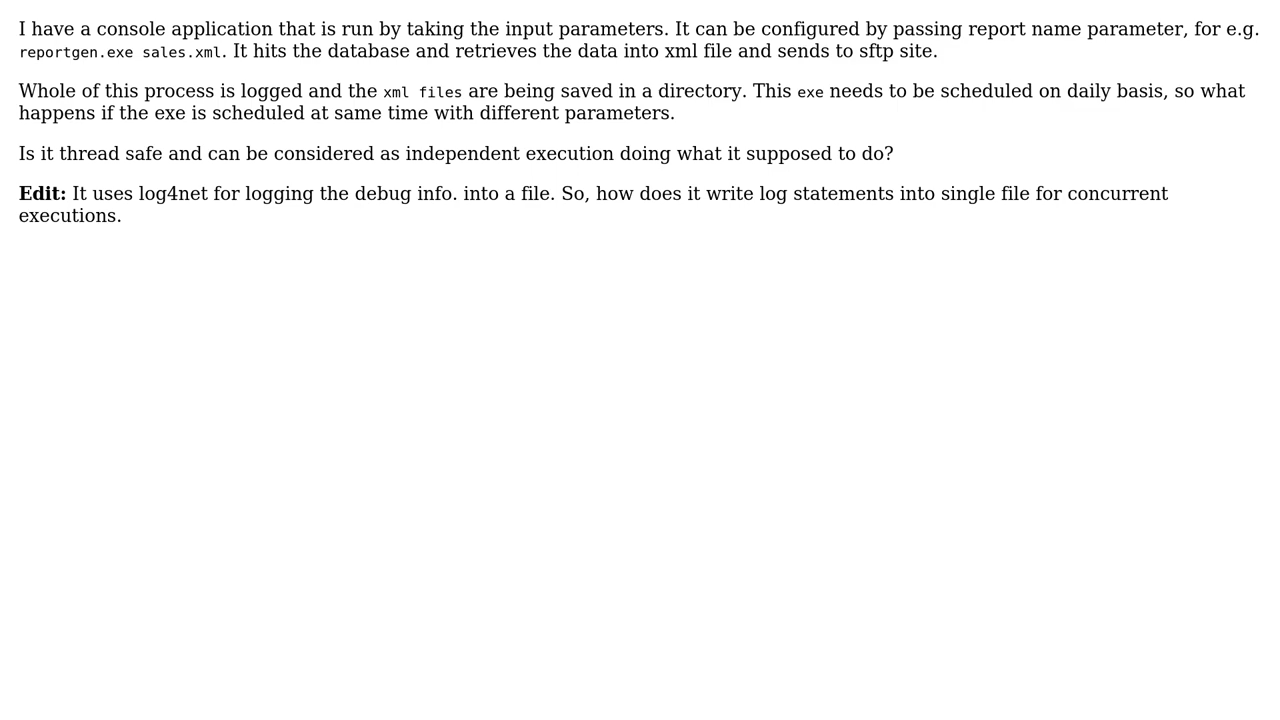 I have a console application that is run by taking the input parameters. It can be configured by passing report name parameter, for e.g.
reportgen.exe sales.xml. It hits the database and retrieves the data into xml file and sends to sftp site.
Whole of this process is logged and the xml files are being saved in a directory. This exe needs to be scheduled on daily basis, so what
happens if the exe is scheduled at same time with different parameters.
Is it thread safe and can be considered as independent execution doing what it supposed to do?
Edit: It uses log4net for logging the debug info. into a file. So, how does it write log statements into single file for concurrent
executions.